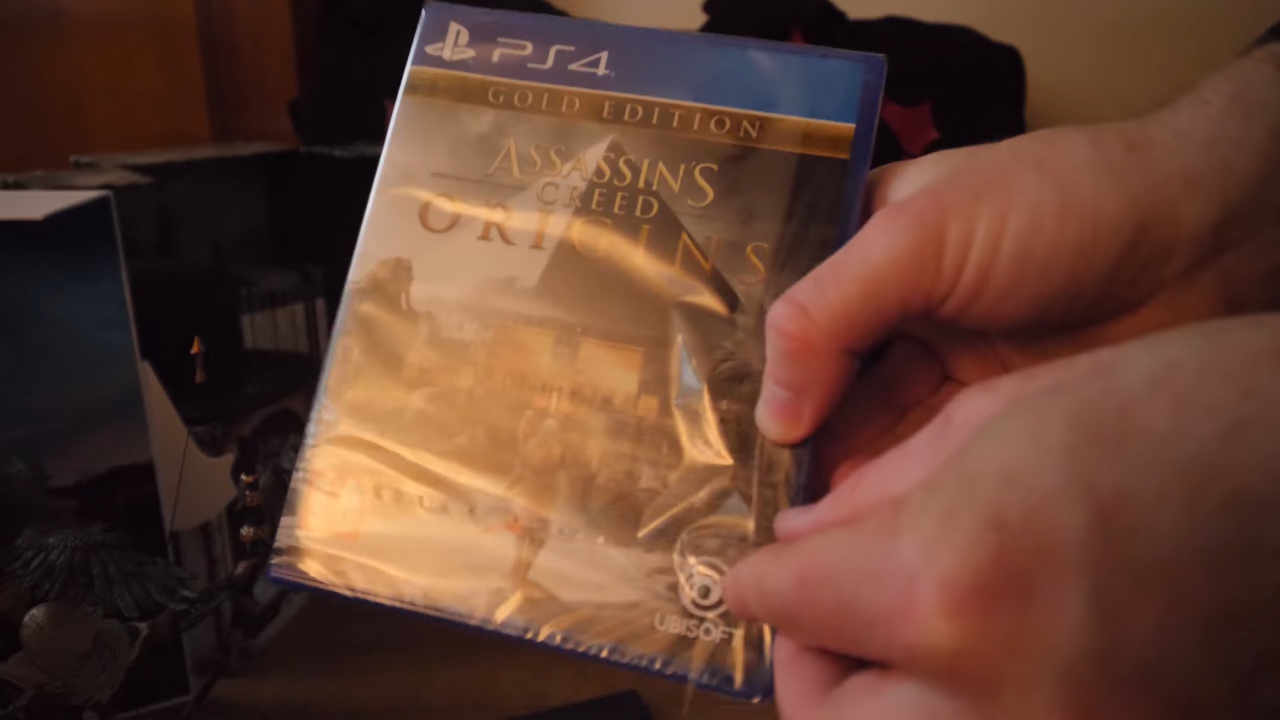 PS4
GOLD EDITION
ASSASSIN'S
CREED
ORIGINS
UBISOFT